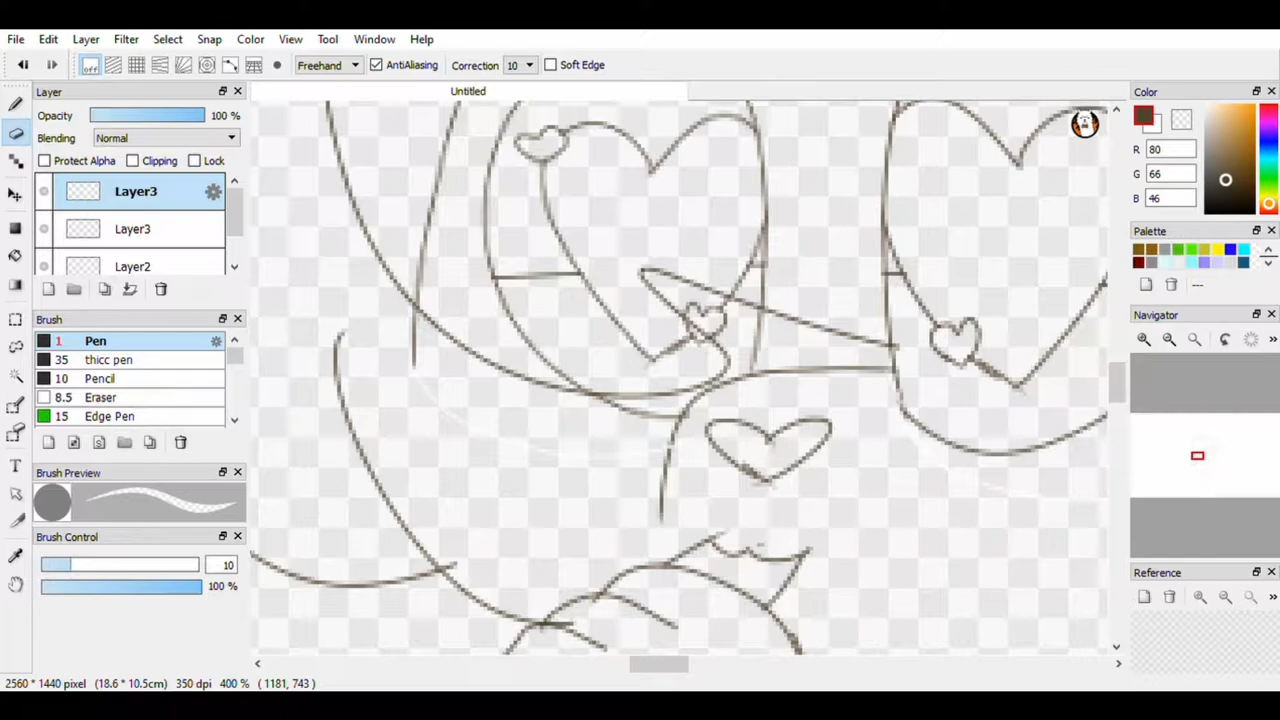 File Edit Layer Filter Select Snap Color View Tool Window Help
off Freehand AntiAliasing Correction 10 Soft Edge
Layer
Untitled
Color
Opacity 100 %
Blending Normal
Protect Alpha Clipping Lock
Layer3
Layer3
Layer2
R 80
G 66
B 46
Palette
---
Brush
1 Pen
35 thicc pen
10 Pencil
8.5 Eraser
15 Edge Pen
Navigator
Brush Preview
Brush Control
10
100 %
Reference
2560 * 1440 pixel (18.6 * 10.5cm) 350 dpi 400 % ( 1181, 743 )